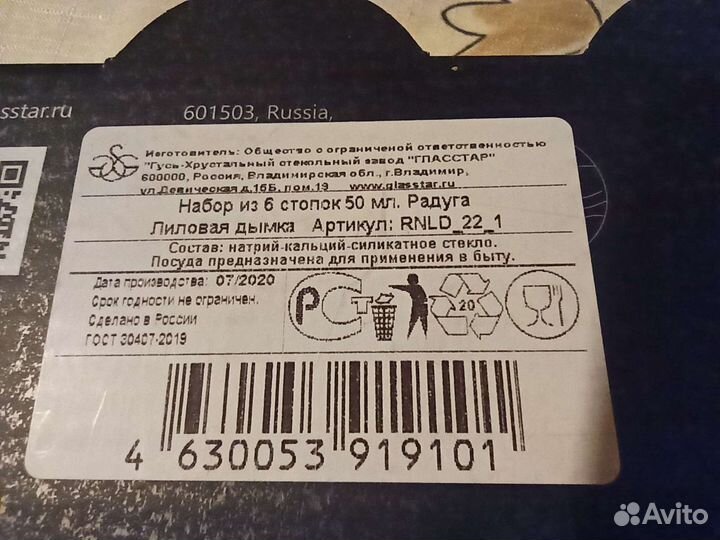 sstar.ru
601503, Russia,
Изготовитель: Общество с ограниченой ответственностью
"Гусь-Хрустальный стекольный завод "ГЛАССТАР"
600000, Россия, Владимирская обл., г.Владимир,
ул.Девическая д.16Б, пом.19 www.glasstar.ru
Набор из 6 стопок 50 мл. Радуга
Лиловая дымка Артикул: RNLD_22_1
Состав: натрий-кальций-силикатное стекло.
Посуда предназначена для применения в быту.
Дата производства: 07/2020
Срок годности не ограничен.
Сделано в России
ГОСТ 30407-2019
РСТ
20
4 630053 919101
Avito